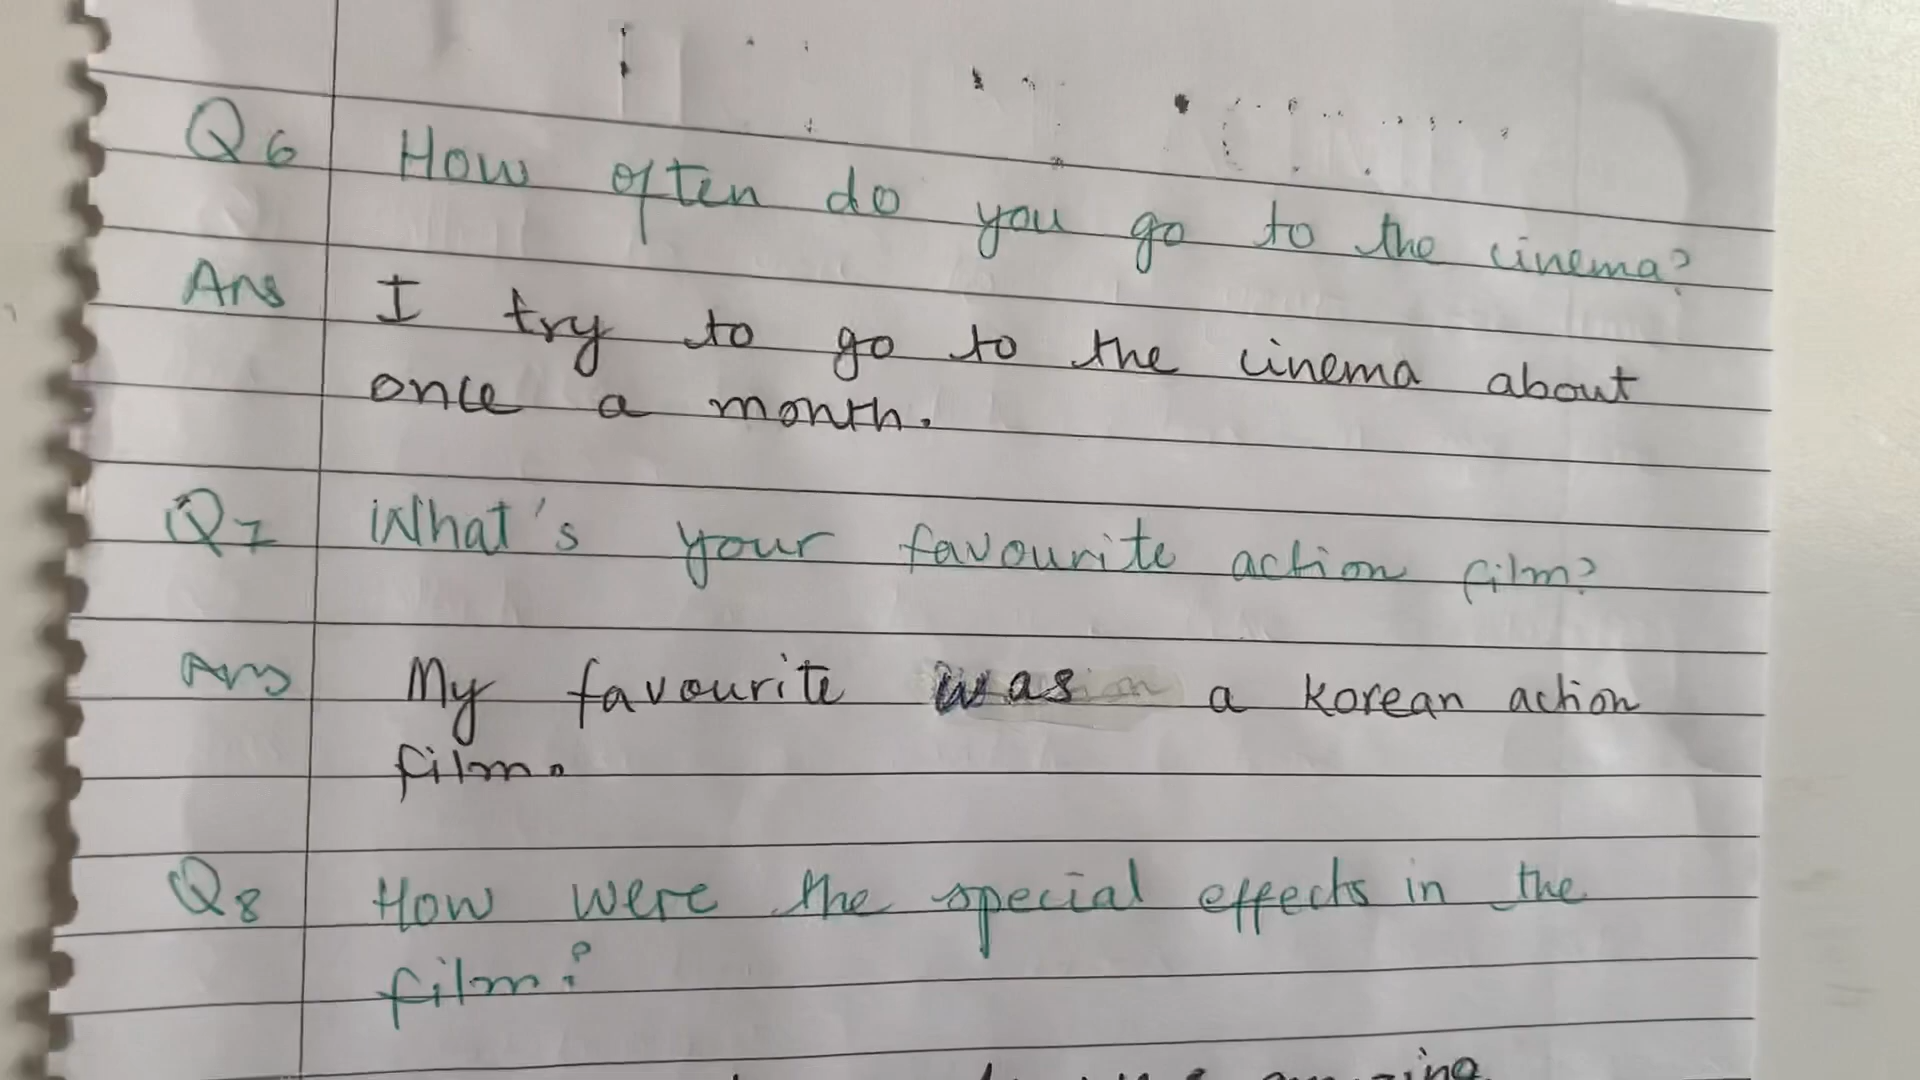 Q6 How often do you go to the cinema?
Ans I try to go to the cinema about
once a month.
Q7 What's your favourite action film?
Ans My favourite was a Korean action
film.
Q8 How were the special effects in the
film?